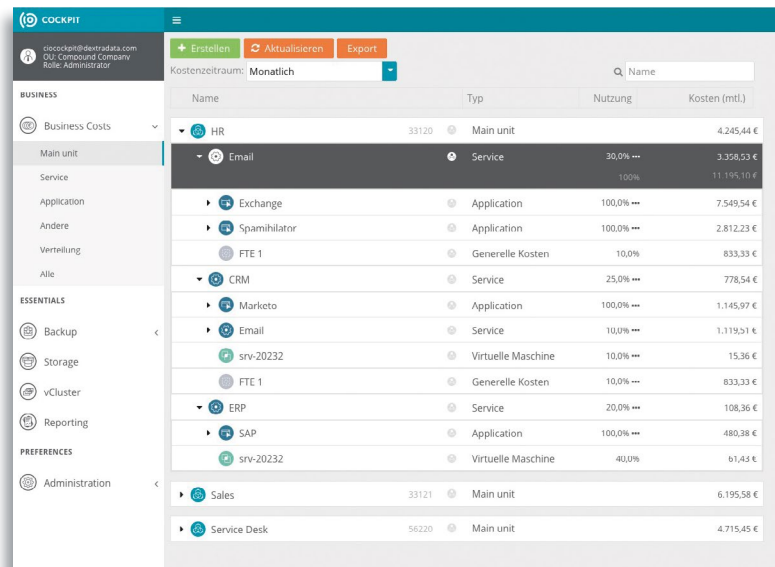 COCKPIT
ciocockpit@dextradata.com
OU: Compound Company
Rolle: Administrator
BUSINESS
Business Costs
Main unit
Service
Application
Andere
Verteilung
Alle
ESSENTIALS
Backup
Storage
vCluster
Reporting
PREFERENCES
Administration
+ Erstellen Aktualisieren Export
Kostenzeitraum: Monatlich Name
Name Typ Nutzung Kosten (mtl.)
HR 33120 Main unit 4.245,44 €
Email Service 30,0% ••• 3.358,53 €
100% 11.195,10 €
Exchange Application 100,0% ••• 7.549,54 €
Spamihilator Application 100,0% ••• 2.812,23 €
FTE 1 Generelle Kosten 10,0% 833,33 €
CRM Service 25,0% ••• 778,54 €
Marketo Application 100,0% ••• 1.145,97 €
Email Service 10,0% ••• 1.119,51 €
srv-20232 Virtuelle Maschine 10,0% ••• 15,36 €
FTE 1 Generelle Kosten 10,0% ••• 833,33 €
ERP Service 20,0% ••• 108,36 €
SAP Application 100,0% ••• 480,38 €
srv-20232 Virtuelle Maschine 40,0% 61,43 €
Sales 33121 Main unit 6.195,58 €
Service Desk 56220 Main unit 4.715,45 €